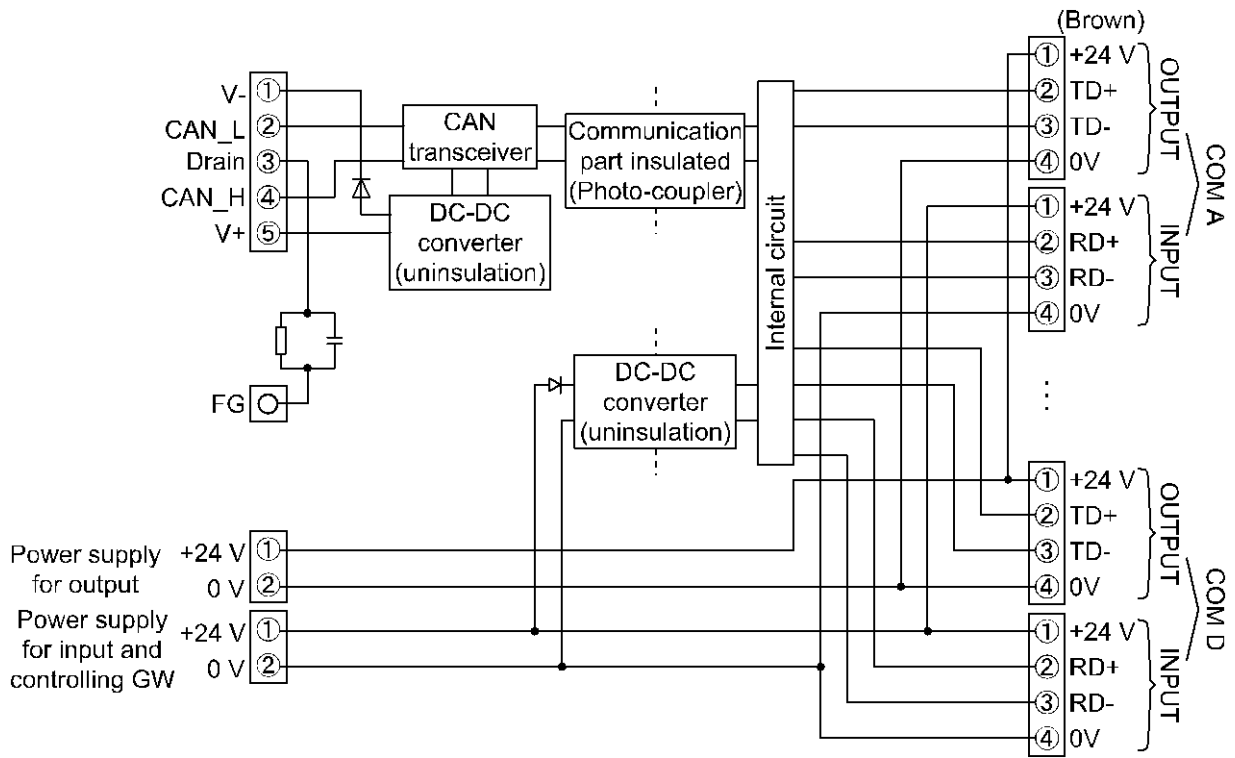 V-
①
CAN_L
②
Drain
③
CAN_H
④
V+
⑤
FG
CAN
transceiver
DC-DC
converter
(uninsulation)
Communication
part insulated
(Photo-coupler)
DC-DC
converter
(uninsulation)
Internal circuit
Power supply
for output
+24 V
①
0 V
②
Power supply
for input and
controlling GW
+24 V
①
0 V
②
(Brown)
① +24 V
② TD+
③ TD-
④ 0V
OUTPUT
① +24 V
② RD+
③ RD-
④ 0V
INPUT
COM A
① +24 V
② TD+
③ TD-
④ 0V
OUTPUT
① +24 V
② RD+
③ RD-
④ 0V
INPUT
COM D